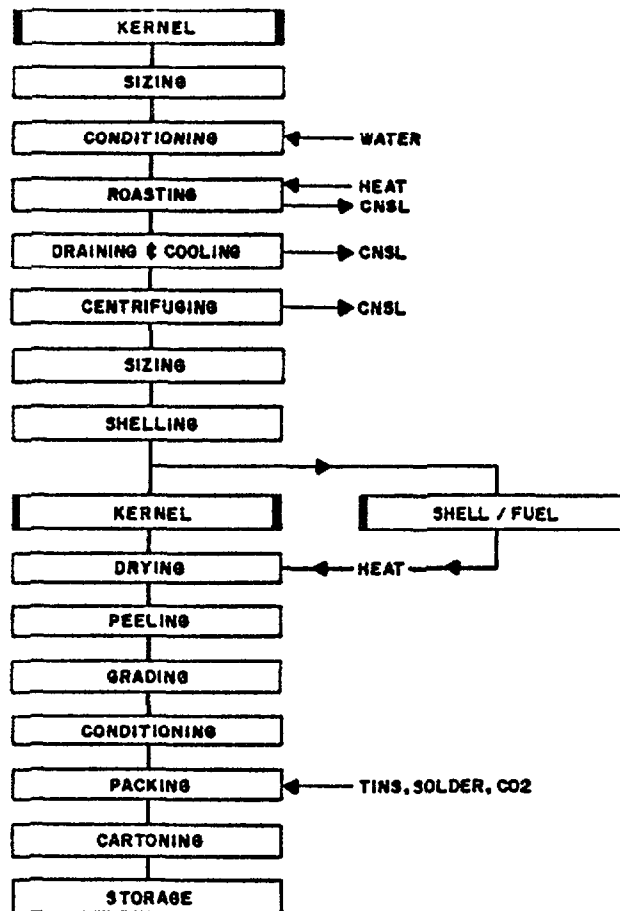 KERNEL
SIZING
CONDITIONING
WATER
ROASTING
HEAT
CNSL
DRAINING & COOLING
CNSL
CENTRIFUGING
CNSL
SIZING
SHELLING
KERNEL
SHELL / FUEL
DRYING
HEAT
PEELING
GRADING
CONDITIONING
PACKING
TINS, SOLDER, CO2
CARTONING
STORAGE